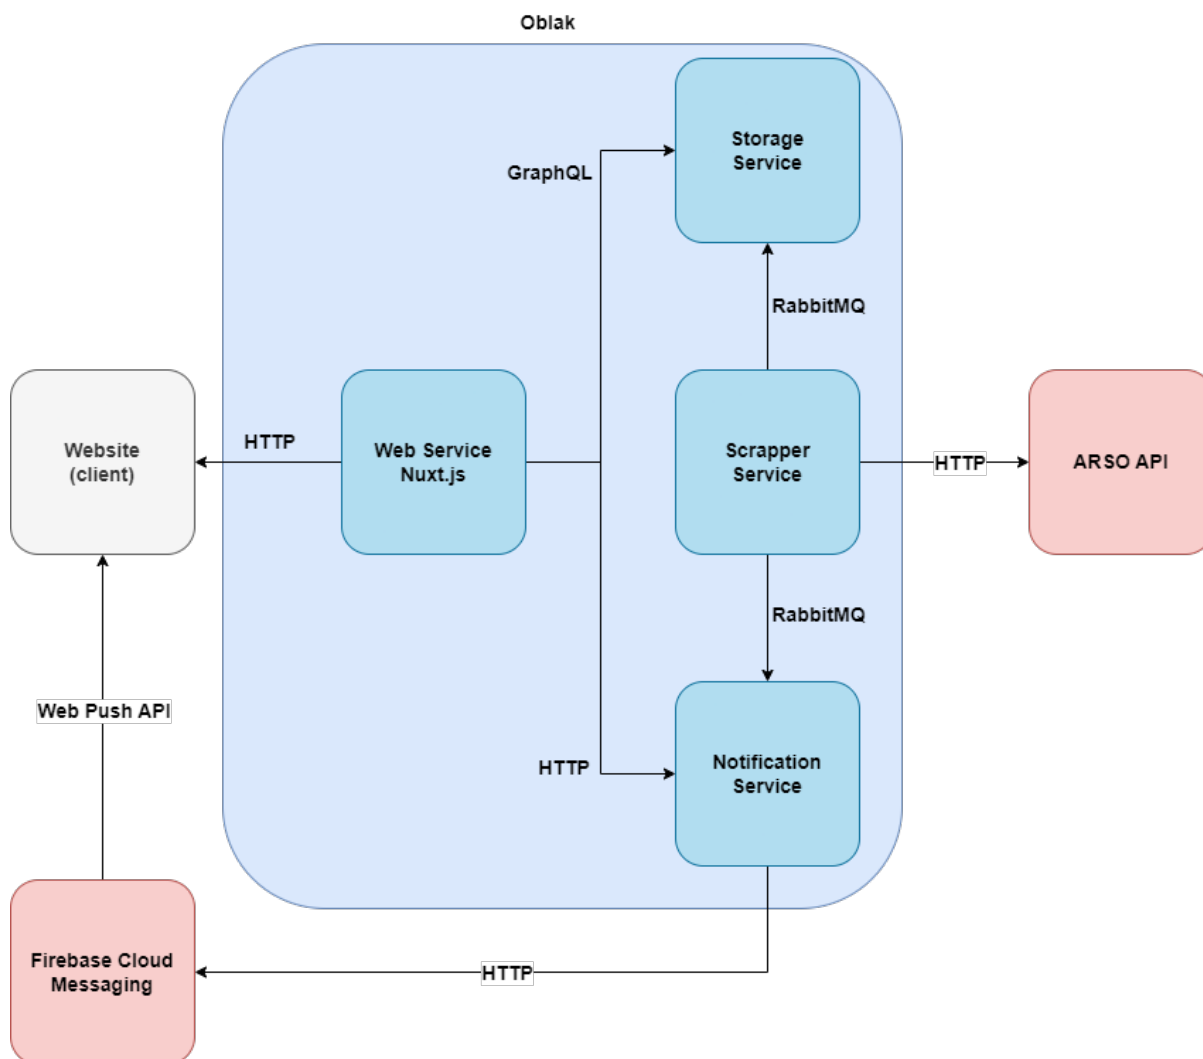 Oblak
Storage
Service
GraphQL
RabbitMQ
Website
(client)
HTTP
Web Service
Nuxt.js
Scrapper
Service
HTTP
ARSO API
RabbitMQ
Web Push API
HTTP
Notification
Service
Firebase Cloud
Messaging
HTTP